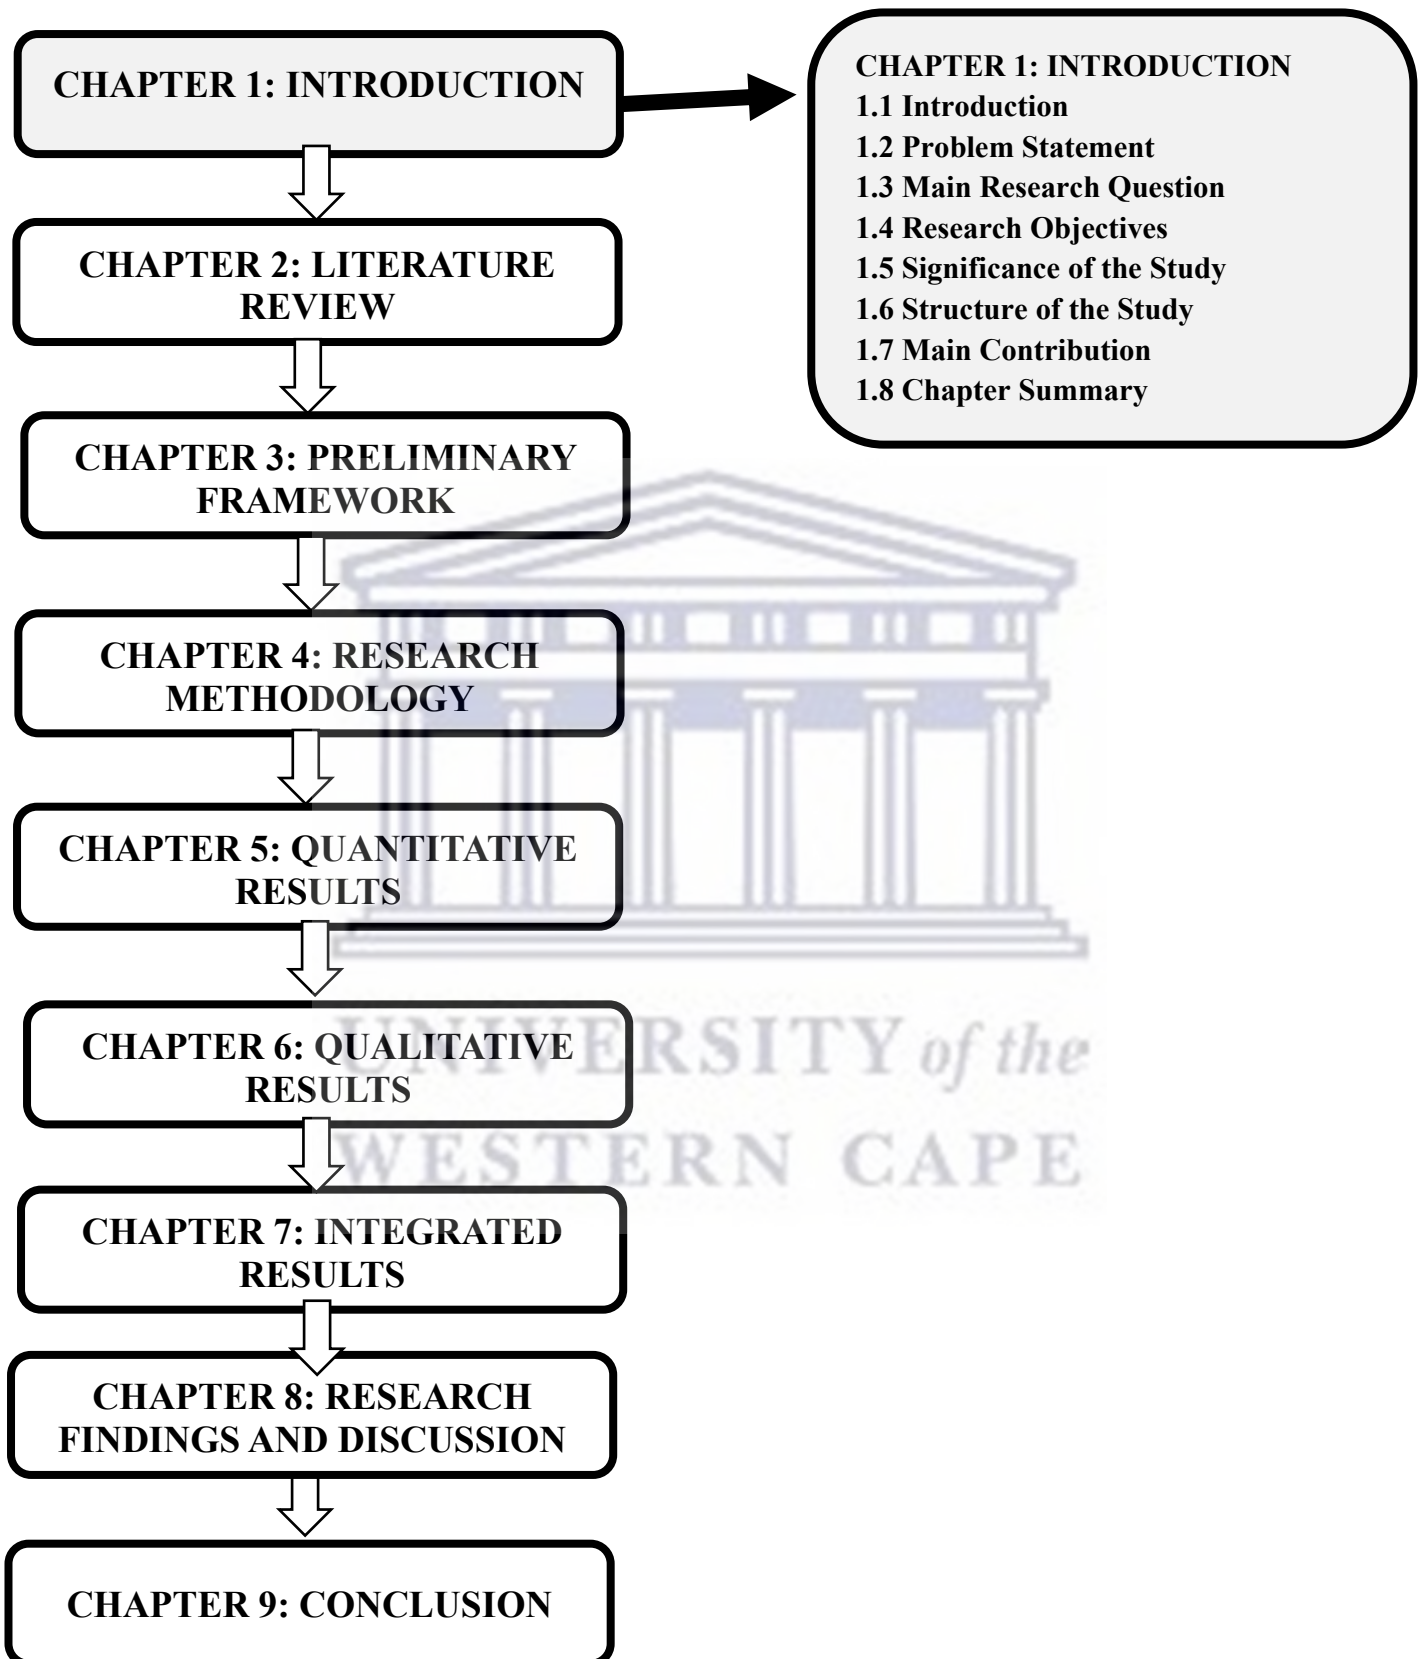 CHAPTER 1: INTRODUCTION
CHAPTER 2: LITERATURE
REVIEW
CHAPTER 3: PRELIMINARY
FRAMEWORK
CHAPTER 4: RESEARCH
METHODOLOGY
CHAPTER 5: QUANTITATIVE
RESULTS
CHAPTER 6: QUALITATIVE
RESULTS
CHAPTER 7: INTEGRATED
RESULTS
CHAPTER 8: RESEARCH
FINDINGS AND DISCUSSION
CHAPTER 9: CONCLUSION
CHAPTER 1: INTRODUCTION
1.1 Introduction
1.2 Problem Statement
1.3 Main Research Question
1.4 Research Objectives
1.5 Significance of the Study
1.6 Structure of the Study
1.7 Main Contribution
1.8 Chapter Summary
UNIVERSITY of the
WESTERN CAPE